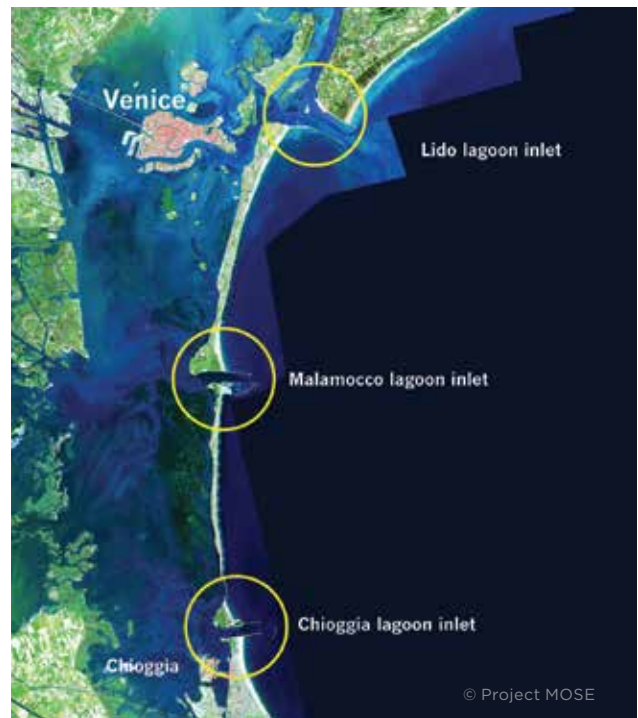 Venice
Lido lagoon inlet
Malamocco lagoon inlet
Chioggia lagoon inlet
Chioggia
© Project MOSE